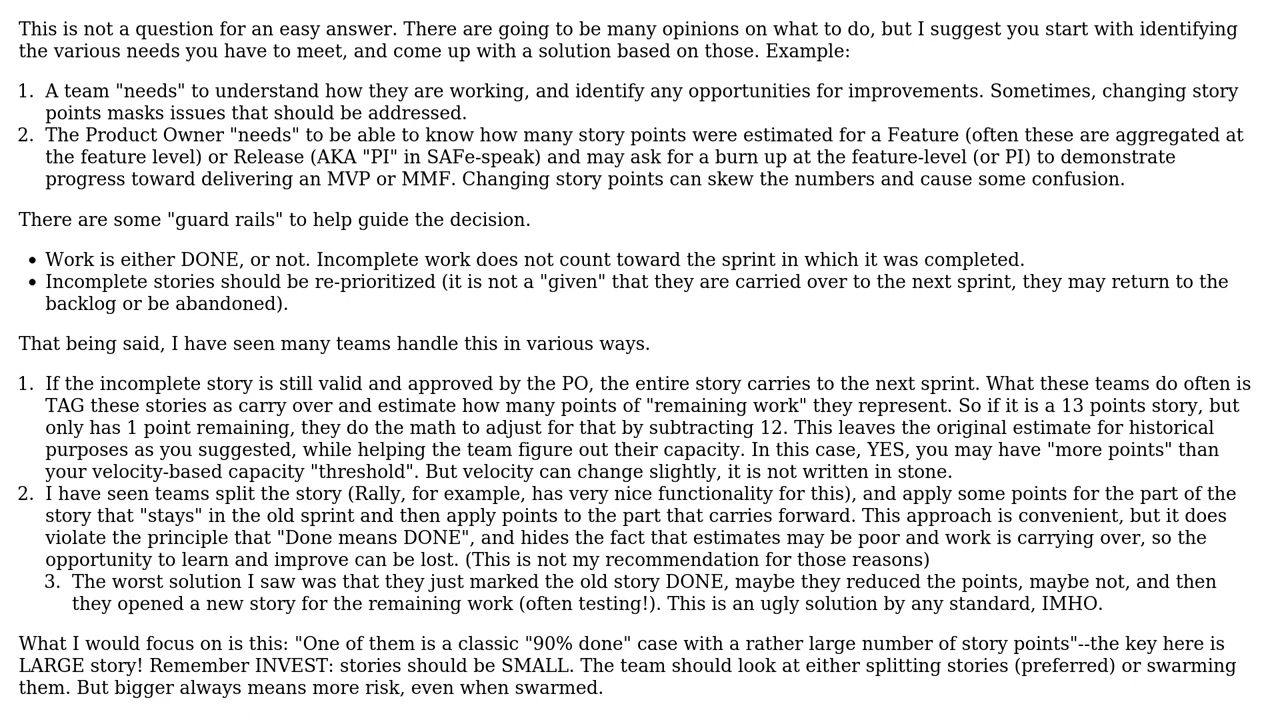 This is not a question for an easy answer. There are going to be many opinions on what to do, but I suggest you start with identifying
the various needs you have to meet, and come up with a solution based on those. Example:
1. A team "needs" to understand how they are working, and identify any opportunities for improvements. Sometimes, changing story
points masks issues that should be addressed.
2. The Product Owner "needs" to be able to know how many story points were estimated for a Feature (often these are aggregated at
the feature level) or Release (AKA "PI" in SAFe-speak) and may ask for a burn up at the feature-level (or PI) to demonstrate
progress toward delivering an MVP or MMF. Changing story points can skew the numbers and cause some confusion.
There are some "guard rails" to help guide the decision.
• Work is either DONE, or not. Incomplete work does not count toward the sprint in which it was completed.
• Incomplete stories should be re-prioritized (it is not a "given" that they are carried over to the next sprint, they may return to the
backlog or be abandoned).
That being said, I have seen many teams handle this in various ways.
1. If the incomplete story is still valid and approved by the PO, the entire story carries to the next sprint. What these teams do often is
TAG these stories as carry over and estimate how many points of "remaining work" they represent. So if it is a 13 points story, but
only has 1 point remaining, they do the math to adjust for that by subtracting 12. This leaves the original estimate for historical
purposes as you suggested, while helping the team figure out their capacity. In this case, YES, you may have "more points" than
your velocity-based capacity "threshold". But velocity can change slightly, it is not written in stone.
2. I have seen teams split the story (Rally, for example, has very nice functionality for this), and apply some points for the part of the
story that "stays" in the old sprint and then apply points to the part that carries forward. This approach is convenient, but it does
violate the principle that "Done means DONE", and hides the fact that estimates may be poor and work is carrying over, so the
opportunity to learn and improve can be lost. (This is not my recommendation for those reasons)
3. The worst solution I saw was that they just marked the old story DONE, maybe they reduced the points, maybe not, and then
they opened a new story for the remaining work (often testing!). This is an ugly solution by any standard, IMHO.
What I would focus on is this: "One of them is a classic "90% done" case with a rather large number of story points"--the key here is
LARGE story! Remember INVEST: stories should be SMALL. The team should look at either splitting stories (preferred) or swarming
them. But bigger always means more risk, even when swarmed.